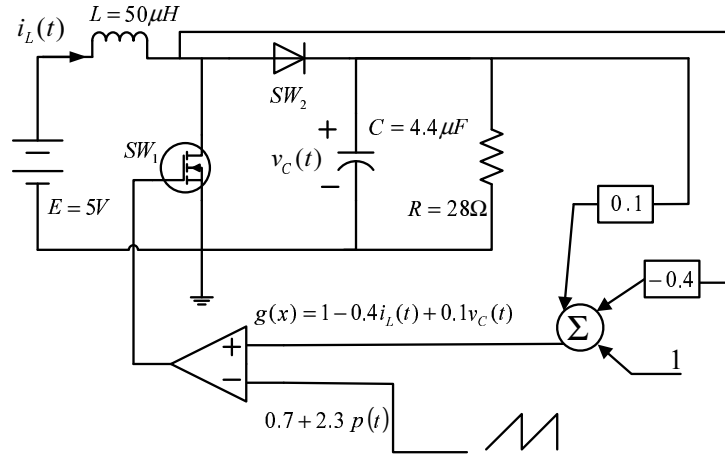 L = 50μH
i_L(t)
SW_2
SW_1
+
C = 4.4μF
v_C(t)
−
E = 5V
R = 28Ω
0.1
−0.4
g(x) = 1−0.4i_L(t)+0.1v_C(t)
Σ
+
1
−
0.7+2.3 p(t)